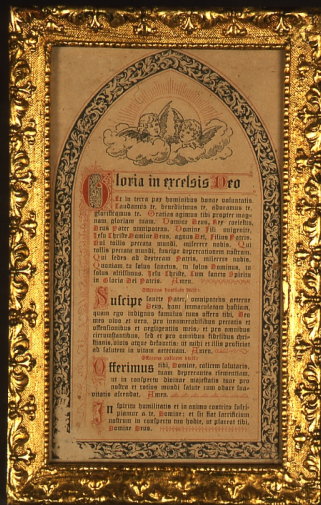 Gloria in excelsis Deo
Et in terra pax hominibus bonae voluntatis.
Laudamus te, benedicimus te, adoramus te,
glorificamus te. Gratias agimus tibi propter mag-
nam gloriam tuam. Domine Deus, Rex coelestis,
Deus Pater omnipotens. Domine Fili unigenite,
Jesu Christe. Domine Deus, agnus Dei, Filius Patris.
Qui tollis peccata mundi, miserere nobis. Qui
tollis peccata mundi, suscipe deprecationem nostram.
Qui sedes ad dexteram Patris, miserere nobis.
Quoniam tu solus sanctus, tu solus Dominus, tu
solus altissimus, Jesu Christe, Cum sancto Spiritu
in Gloria Dei Patris. Amen.
Suscipe sancte Pater, omnipotens aeterne
Deus, hanc immaculatam hostiam,
quam ego indignus famulus tuus offero tibi, Deo
meo vivo et vero, pro innumerabilibus peccatis et
offensionibus et negligentiis meis, et pro omnibus
circumstantibus, sed et pro omnibus fidelibus chri-
stianis, vivis atque defunctis: ut mihi et illis proficiat
ad salutem in vitam aeternam. Amen.
Offerimus tibi, Domine, calicem salutaris,
tuam deprecantes clementiam,
ut in conspectu divinae majestatis tuae pro
nostra et totius mundi salute cum odore sua-
vitatis ascendat. Amen.
In spiritu humilitatis et in animo contrito susci-
piamur a te, Domine; et sic fiat sacrificium
nostrum in conspectu tuo hodie, ut placeat tibi,
Domine Deus.